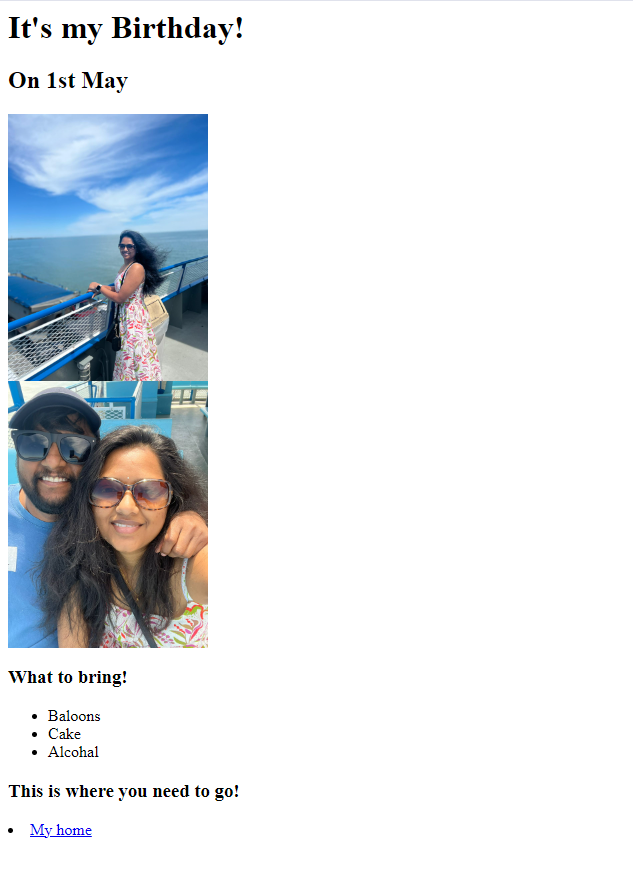 It's my Birthday!
On 1st May
What to bring!
Baloons
Cake
Alcohal
This is where you need to go!
My home